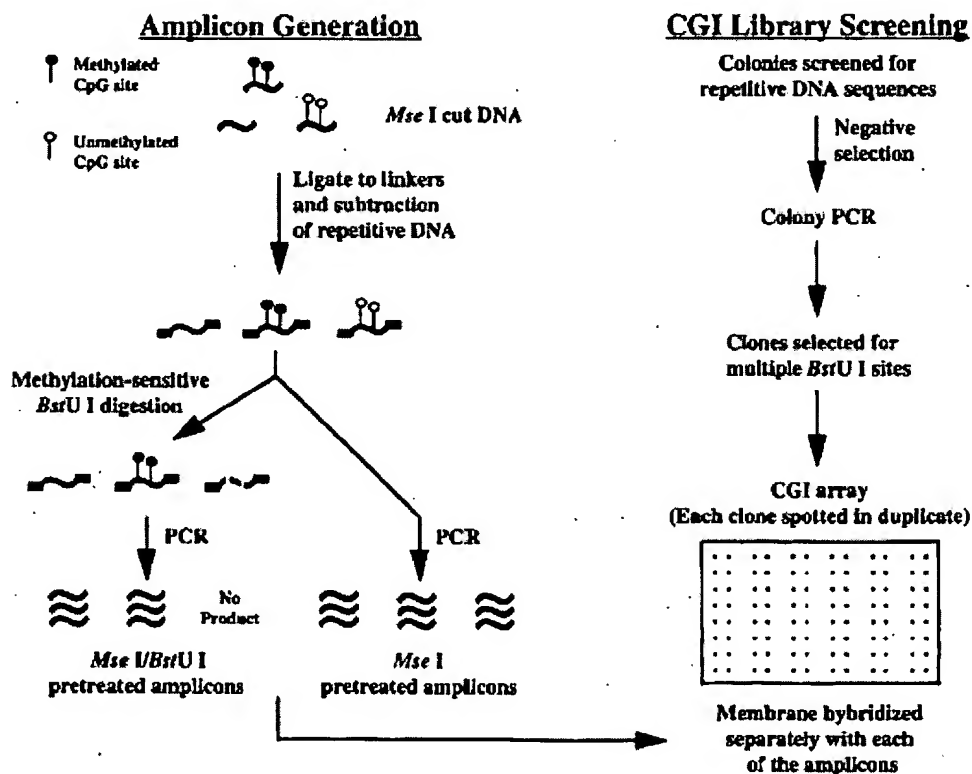 Amplicon Generation
Methylated
CpG site
Unmethylated
CpG site
Mse I cut DNA
Ligate to linkers
and subtraction
of repetitive DNA
Methylation-sensitive
BstU I digestion
PCR
PCR
No
Product
Mse I/BstU I
pretreated amplicons
Mse I
pretreated amplicons
CGI Library Screening
Colonies screened for
repetitive DNA sequences
Negative
selection
Colony PCR
Clones selected for
multiple BstU I sites
CGI array
(Each clone spotted in duplicate)
Membrane hybridized
separately with each
of the amplicons